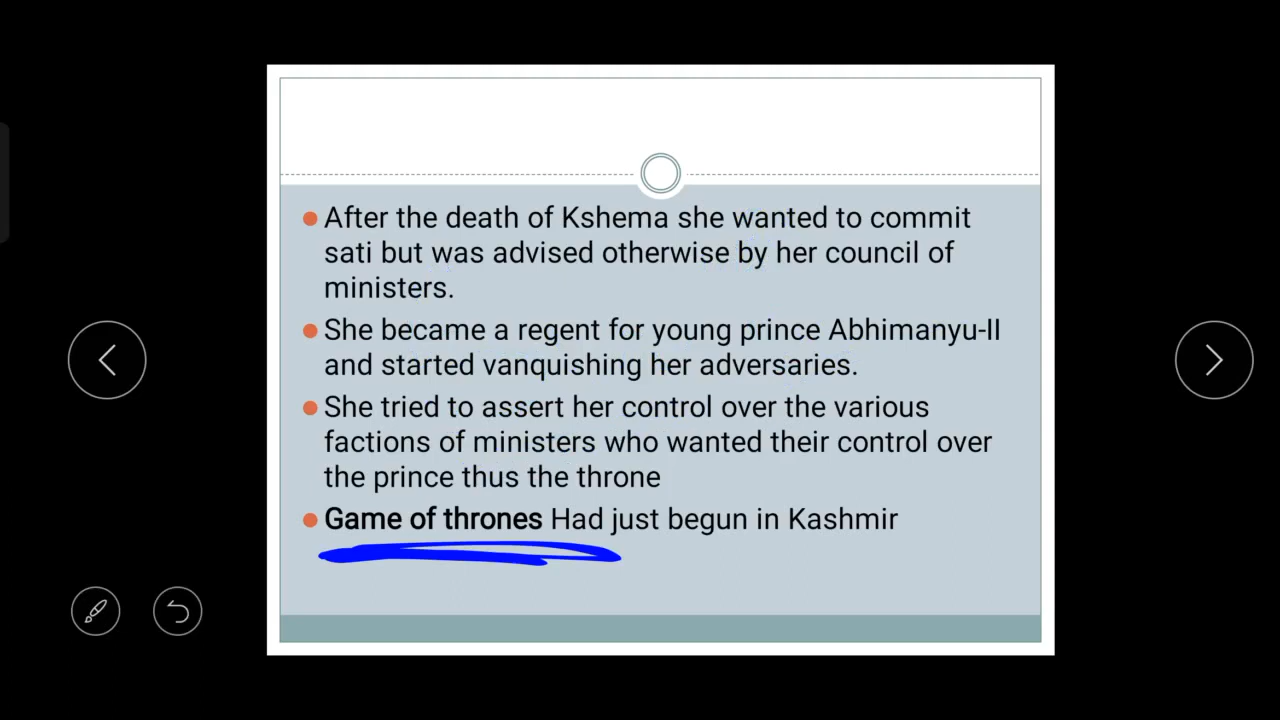 After the death of Kshema she wanted to commit
sati but was advised otherwise by her council of
ministers.
She became a regent for young prince Abhimanyu-II
and started vanquishing her adversaries.
She tried to assert her control over the various
factions of ministers who wanted their control over
the prince thus the throne
Game of thrones Had just begun in Kashmir